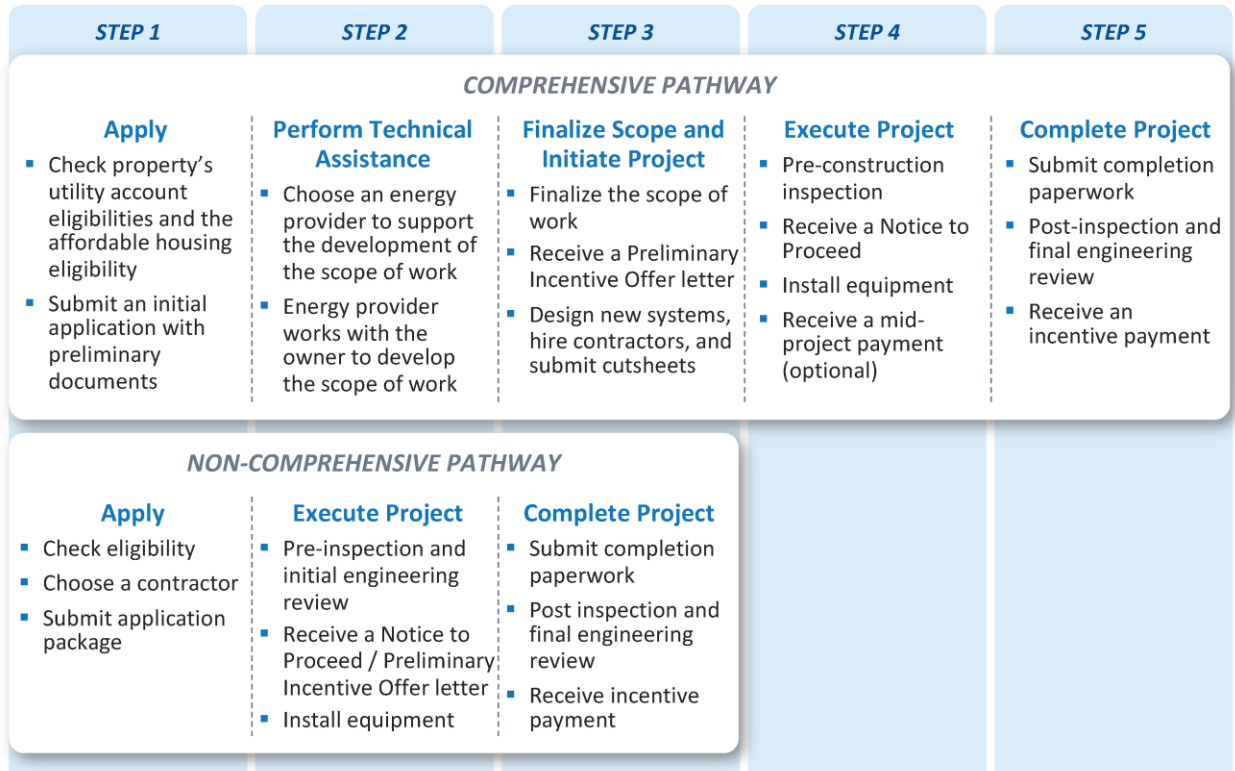 STEP 1
STEP 2
STEP 3
STEP 4
STEP 5
COMPREHENSIVE PATHWAY
Apply
▪ Check property’s
utility account
eligibilities and the
affordable housing
eligibility
▪ Submit an initial
application with
preliminary
documents
Perform Technical
Assistance
▪ Choose an energy
provider to support
the development of
the scope of work
▪ Energy provider
works with the
owner to develop
the scope of work
Finalize Scope and
Initiate Project
▪ Finalize the scope of
work
▪ Receive a Preliminary
Incentive Offer letter
▪ Design new systems,
hire contractors, and
submit cutsheets
Execute Project
▪ Pre-construction
inspection
▪ Receive a Notice to
Proceed
▪ Install equipment
▪ Receive a mid-
project payment
(optional)
Complete Project
▪ Submit completion
paperwork
▪ Post-inspection and
final engineering
review
▪ Receive an
incentive payment
NON-COMPREHENSIVE PATHWAY
Apply
▪ Check eligibility
▪ Choose a contractor
▪ Submit application
package
Execute Project
▪ Pre-inspection and
initial engineering
review
▪ Receive a Notice to
Proceed / Preliminary
Incentive Offer letter
▪ Install equipment
Complete Project
▪ Submit completion
paperwork
▪ Post inspection and
final engineering
review
▪ Receive incentive
payment